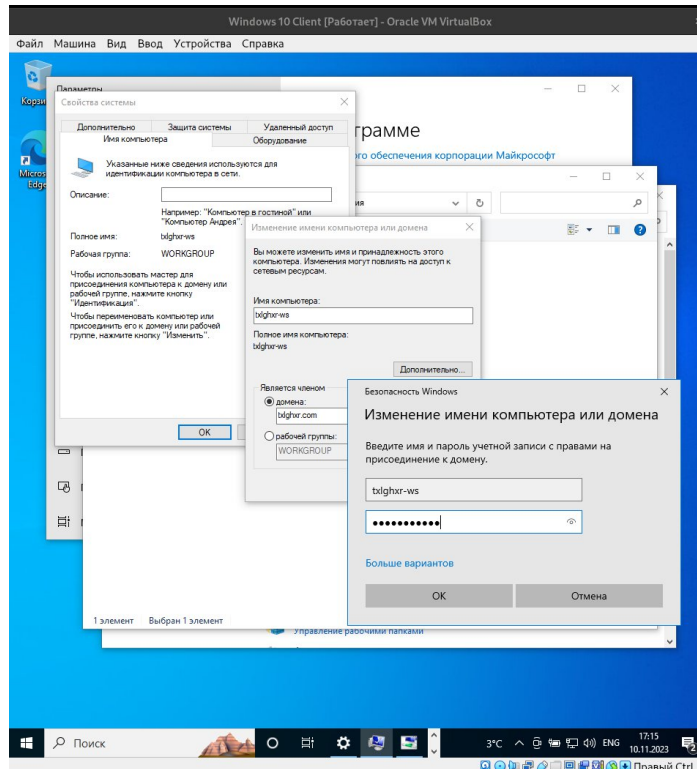 Windows 10 Client [Работает] - Oracle VM VirtualBox
Файл Машина Вид Ввод Устройства Справка
Параметры
Свойства системы
Дополнительно Защита системы Удаленный доступ
Имя компьютера Оборудование
Указанные ниже сведения используются для
идентификации компьютера в сети.
Описание:
Например: "Компьютер в гостиной" или
"Компьютер Андрея".
Полное имя: txlghxr-ws
Рабочая группа: WORKGROUP
Чтобы использовать мастер для
присоединения компьютера к домену или
рабочей группе, нажмите кнопку
"Идентификация".
Чтобы переименовать компьютер или
присоединить его к домену или рабочей
группе, нажмите кнопку "Изменить".
OK
Microsoft
Edge
Изменение имени компьютера или домена
Вы можете изменить имя и принадлежность этого
компьютера. Изменения могут повлиять на доступ к
сетевым ресурсам.
Имя компьютера:
txlghxr-ws
Полное имя компьютера:
txlghxr-ws
Дополнительно...
Является членом
домена:
txlghxr.com
рабочей группы:
WORKGROUP
Безопасность Windows
Изменение имени компьютера или домена
Введите имя и пароль учетной записи с правами на
присоединение к домену.
txlghxr-ws
Больше вариантов
OK Отмена
1 элемент Выбран 1 элемент
Управление рабочими папками
Поиск
3°C ENG 17:15
10.11.2023
Правый Ctrl